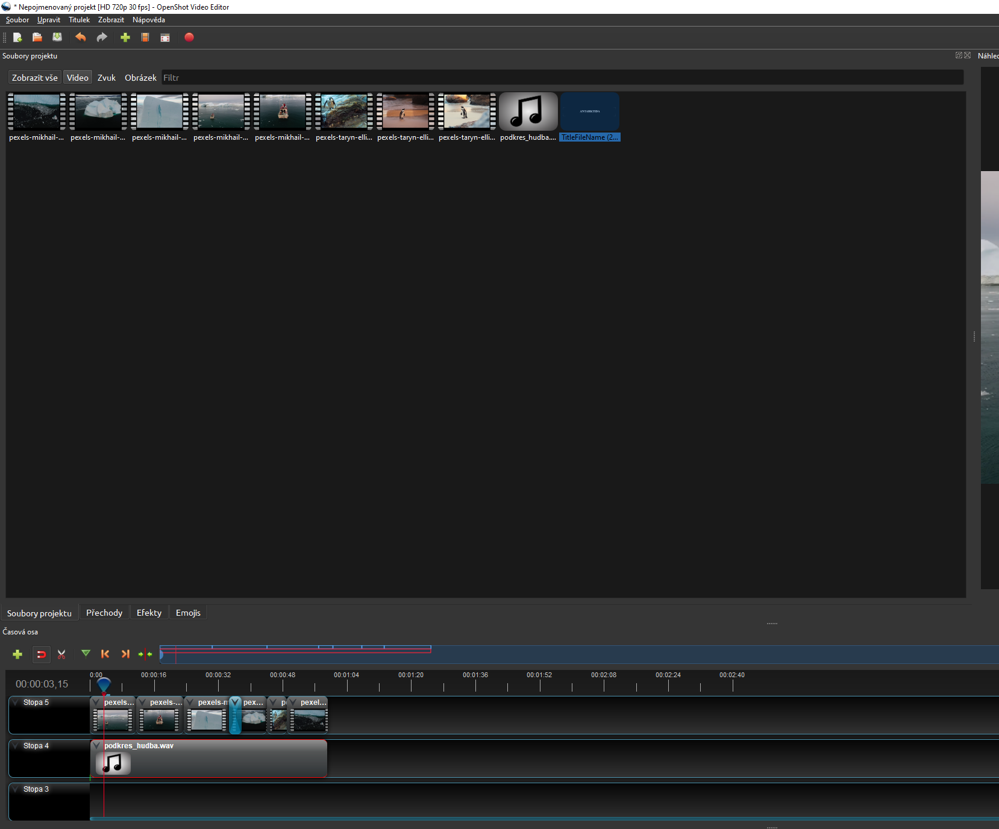 * Nepojmenovaný projekt [HD 720p 30 fps] - OpenShot Video Editor
Soubor Upravit Titulek Zobrazit Nápověda
Soubory projektu
Náhled
Zobrazit vše Video Zvuk Obrázek Filtr
ANTARKTIDA
pexels-mikhail-... pexels-mikhail-... pexels-mikhail-... pexels-mikhail-... pexels-mikhail-... pexels-taryn-elli... pexels-taryn-elli... pexels-taryn-elli... podkres_hudba.... TitleFileName (2...
Soubory projektu Přechody Efekty Emojis
Časová osa
0:00 00:00:16 00:00:32 00:00:48 00:01:04 00:01:20 00:01:36 00:01:52 00:02:08 00:02:24 00:02:40
00:00:03,15
Stopa 5 pexels... pexels-... pexels-m pex... p pexel...
Stopa 4 podkres_hudba.wav
Stopa 3